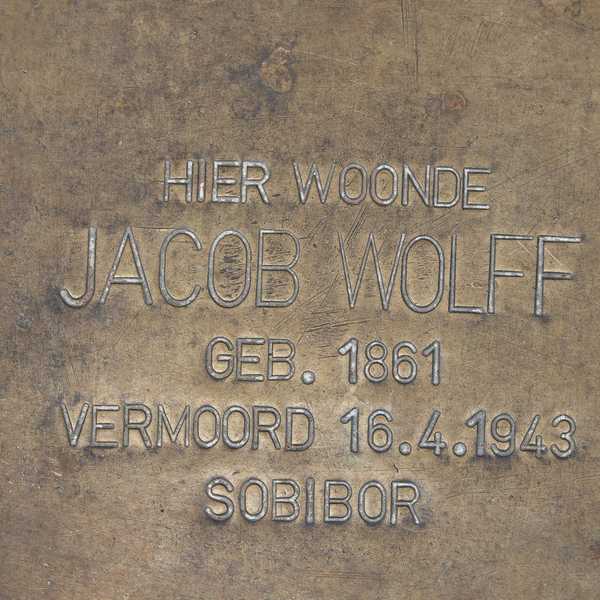 HIER WOONDE
JACOB WOLFF
GEB. 1861
VERMOORD 16.4.1943
SOBIBOR